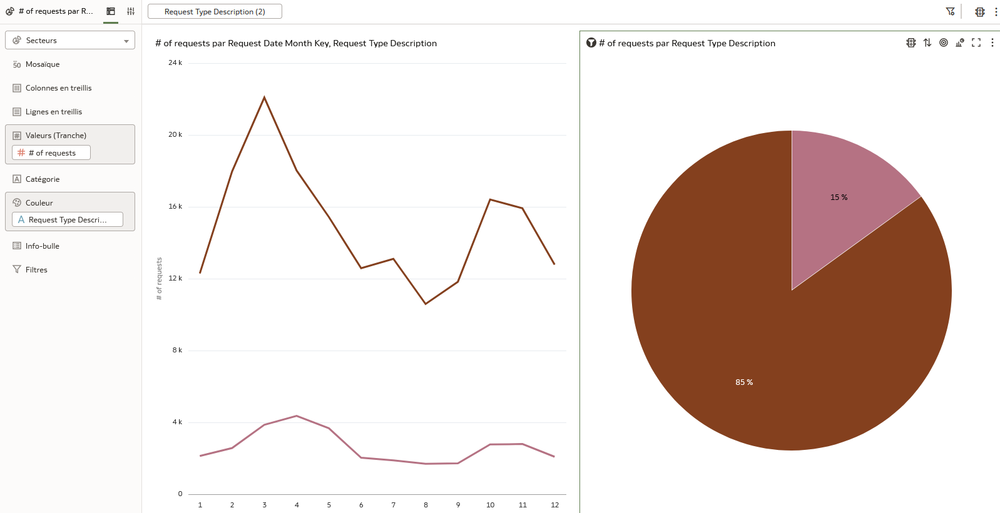 # of requests par R...
Request Type Description (2)
Secteurs
Mosaïque
Colonnes en treillis
Lignes en treillis
Valeurs (Tranche)
# of requests
Catégorie
Couleur
A Request Type Descri...
Info-bulle
Filtres
# of requests par Request Date Month Key, Request Type Description
24 k
20 k
16 k
12 k
8 k
4 k
0
# of requests
1 2 3 4 5 6 7 8 9 10 11 12
# of requests par Request Type Description
15 %
85 %